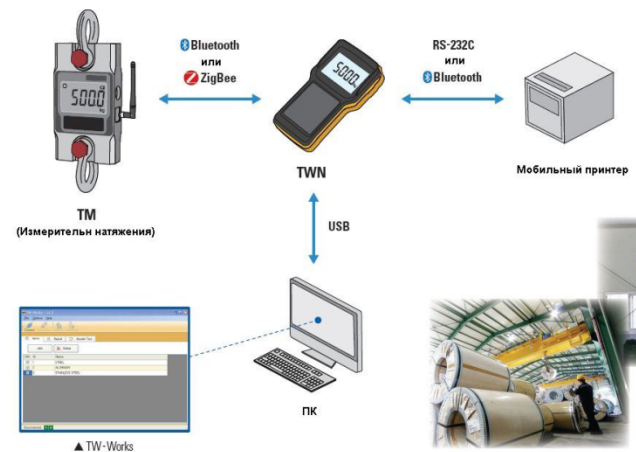 Bluetooth
или
ZigBee
RS-232C
или
Bluetooth
5000
kg
5000
TWN
Мобильный принтер
TM
(Измерительн натяжения)
USB
ПК
▲ TW-Works